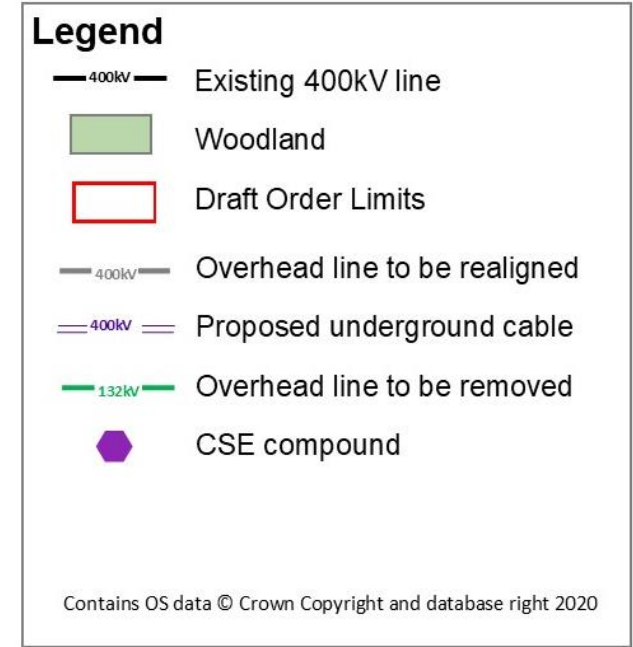 Legend
400kV Existing 400kV line
Woodland
Draft Order Limits
400kV Overhead line to be realigned
400kV Proposed underground cable
132kV Overhead line to be removed
CSE compound
Contains OS data © Crown Copyright and database right 2020